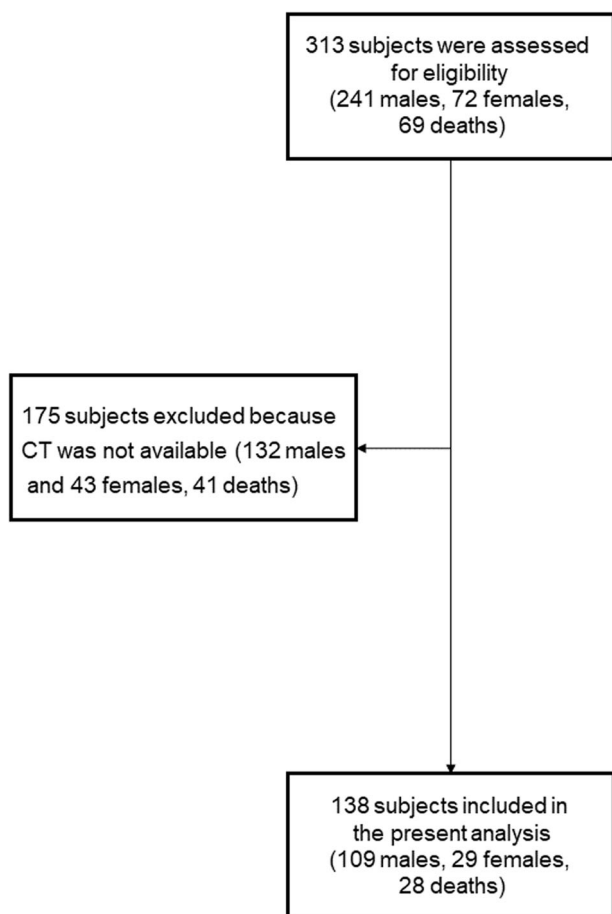 313 subjects were assessed
for eligibility
(241 males, 72 females,
69 deaths)
175 subjects excluded because
CT was not available (132 males
and 43 females, 41 deaths)
138 subjects included in
the present analysis
(109 males, 29 females,
28 deaths)